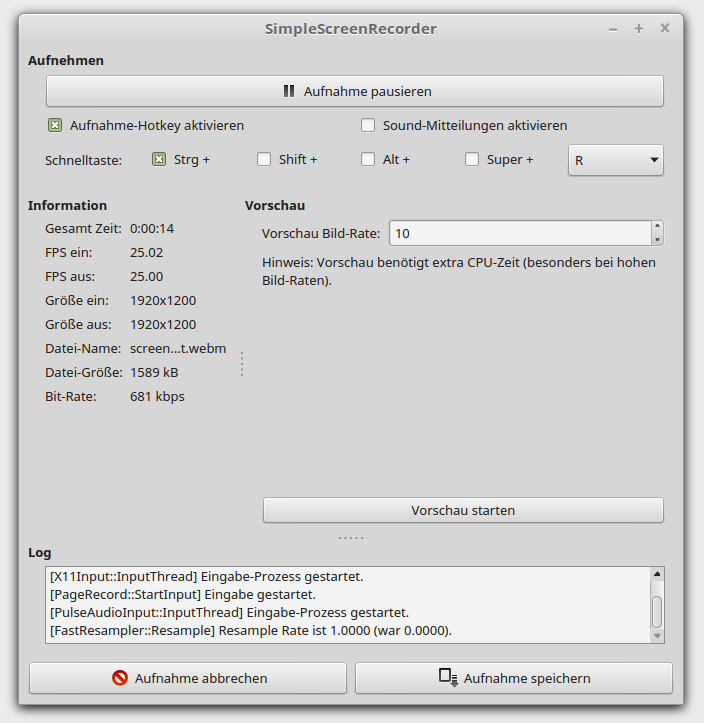 SimpleScreenRecorder
Aufnehmen
Aufnahme pausieren
Aufnahme-Hotkey aktivieren
Sound-Mitteilungen aktivieren
Schnelltaste: Strg + Shift + Alt + Super + R
Information
Gesamt Zeit: 0:00:14
FPS ein: 25.02
FPS aus: 25.00
Größe ein: 1920x1200
Größe aus: 1920x1200
Datei-Name: screen...t.webm
Datei-Größe: 1589 kB
Bit-Rate: 681 kbps
Vorschau
Vorschau Bild-Rate: 10
Hinweis: Vorschau benötigt extra CPU-Zeit (besonders bei hohen
Bild-Raten).
Vorschau starten
Log
[X11Input::InputThread] Eingabe-Prozess gestartet.
[PageRecord::StartInput] Eingabe gestartet.
[PulseAudioInput::InputThread] Eingabe-Prozess gestartet.
[FastResampler::Resample] Resample Rate ist 1.0000 (war 0.0000).
Aufnahme abbrechen
Aufnahme speichern